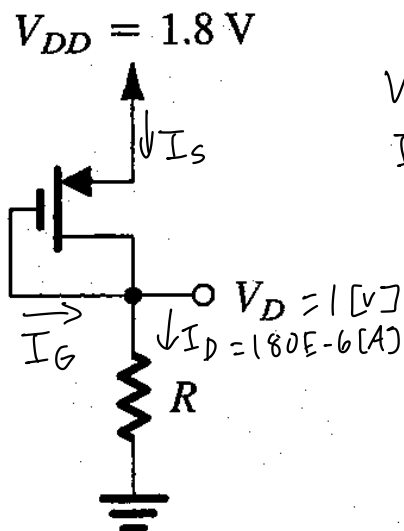 V_DD = 1.8 V
V
↓ I_S
I
V_D = 1 [V]
I_G
↓ I_D = 180E-6 [A]
R